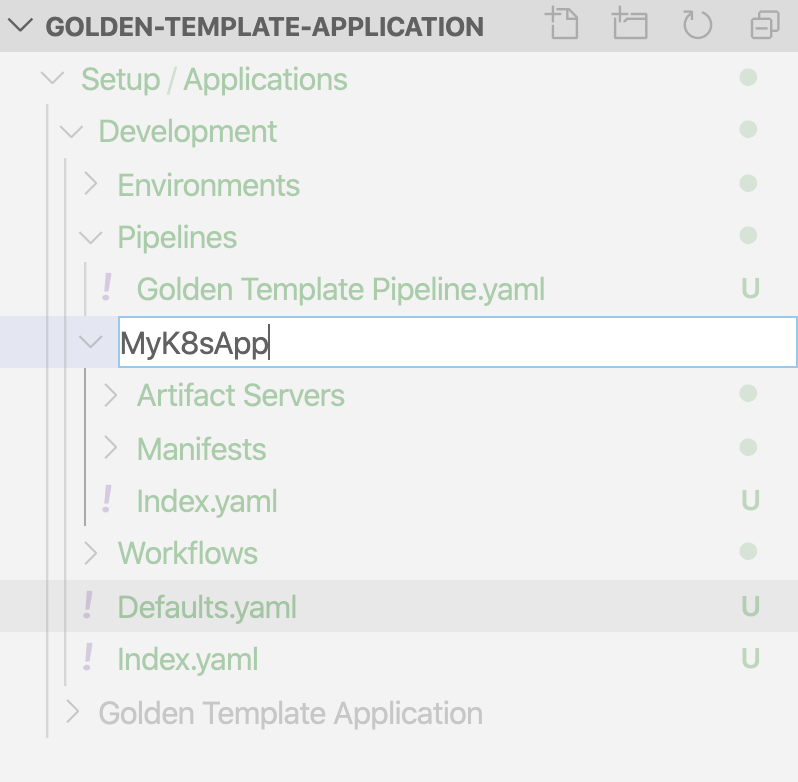 GOLDEN-TEMPLATE-APPLICATION
Setup / Applications
Development
Environments
Pipelines
! Golden Template Pipeline.yaml U
MyK8sApp
Artifact Servers
Manifests
! Index.yaml U
Workflows
! Defaults.yaml U
! Index.yaml U
Golden Template Application